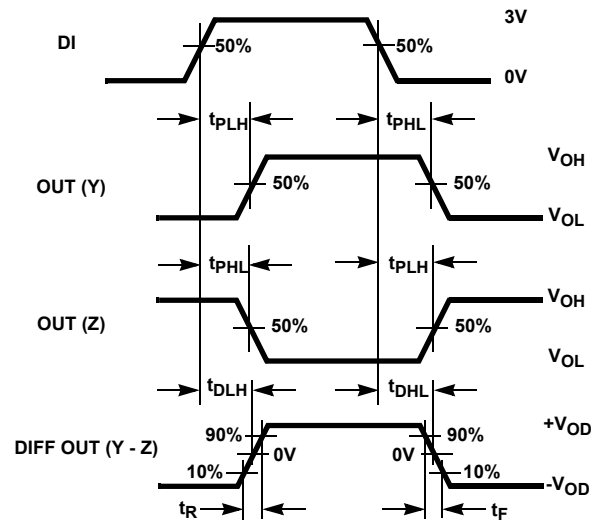 DI
50%
50%
3V
0V
tPLH
tPHL
OUT (Y)
50%
50%
VOH
VOL
tPHL
tPLH
OUT (Z)
50%
50%
VOH
VOL
tDLH
tDHL
DIFF OUT (Y - Z)
90%
0V
10%
0V
90%
10%
+VOD
-VOD
tR
tF